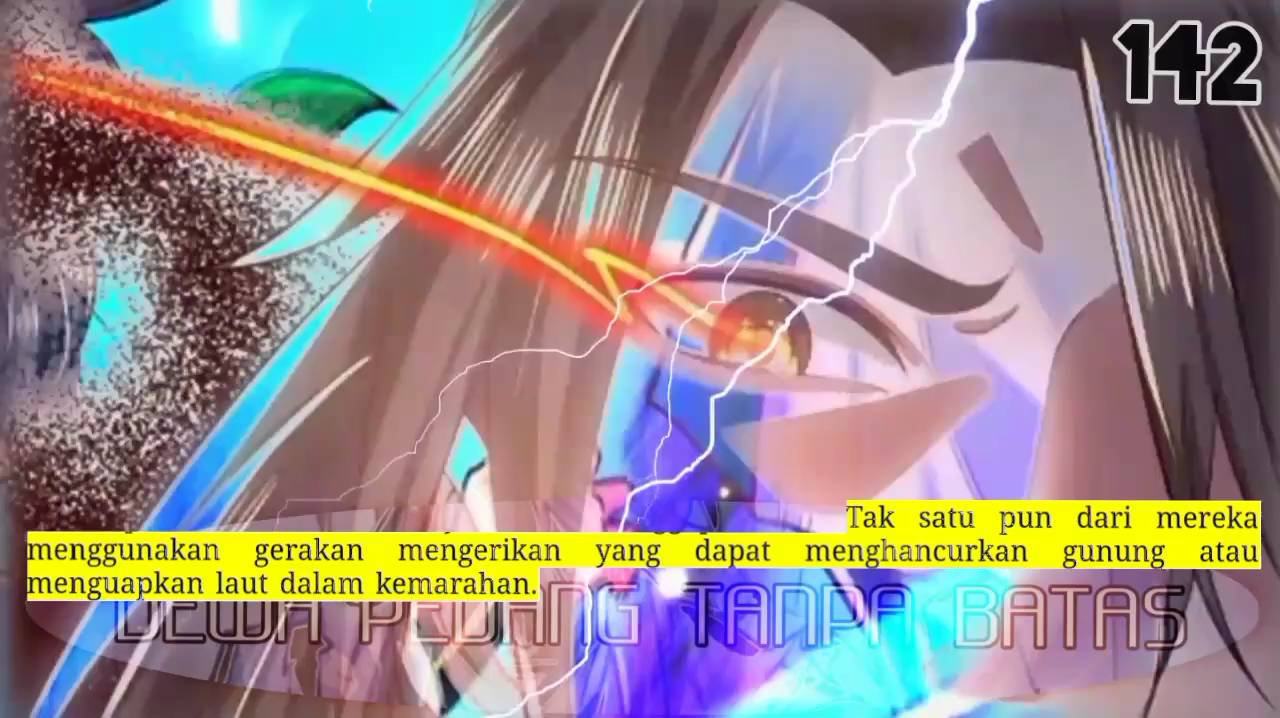 142
Tak satu pun dari mereka
menggunakan gerakan mengerikan yang dapat menghancurkan gunung atau
menguapkan laut dalam kemarahan.
DEWA PEDANG TANPA BATAS